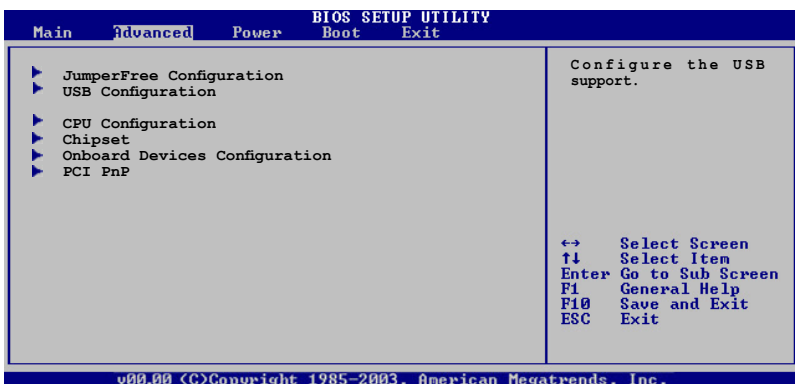 BIOS SETUP UTILITY
Main Advanced Power Boot Exit
JumperFree Configuration
USB Configuration
CPU Configuration
Chipset
Onboard Devices Configuration
PCI PnP
Configure the USB
support.
←→ Select Screen
↑↓ Select Item
Enter Go to Sub Screen
F1 General Help
F10 Save and Exit
ESC Exit
v00.00 (C)Copyright 1985-2003, American Megatrends, Inc.